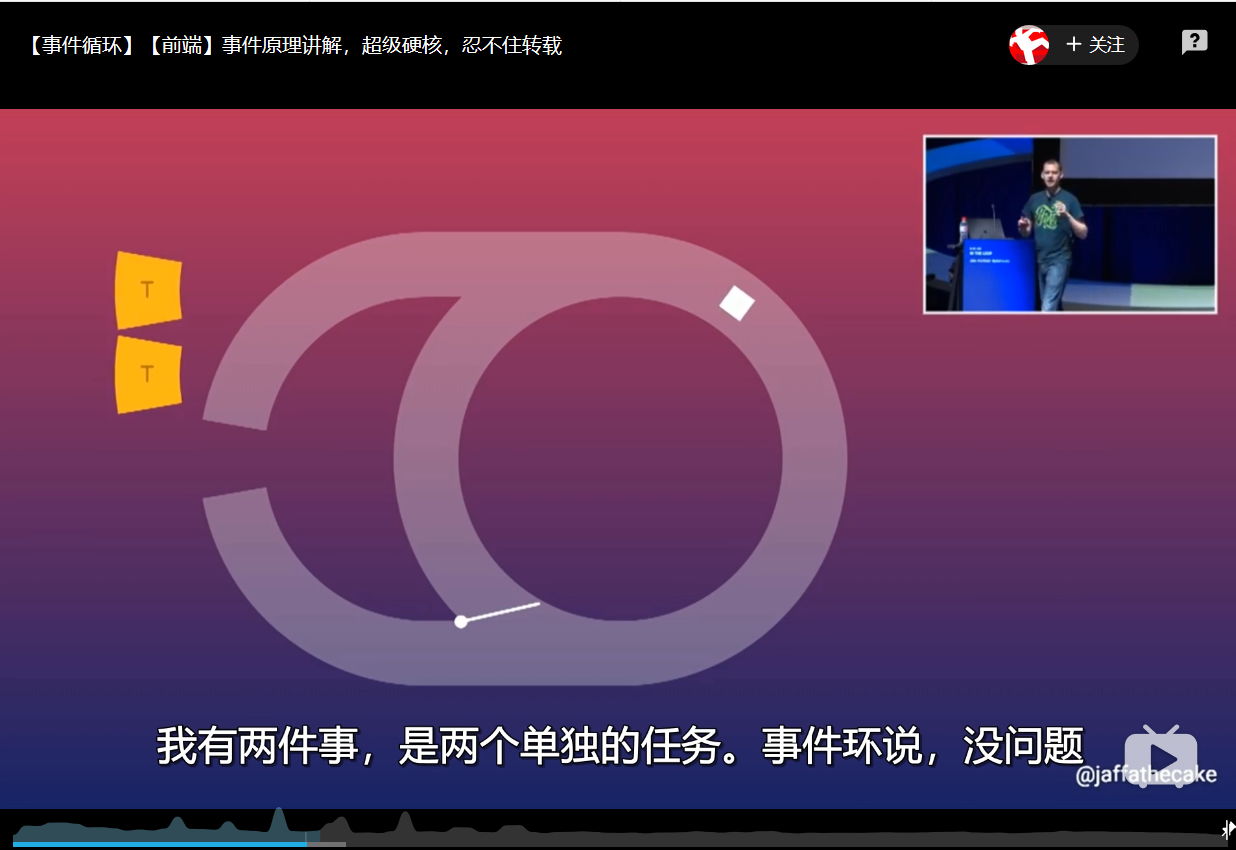 【事件循环】【前端】事件原理讲解，超级硬核，忍不住转载
+ 关注
?
T
T
我有两件事，是两个单独的任务。事件环说，没问题
@jaffathecake